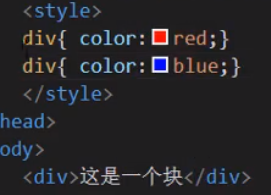 <style>
div{ color:red;}
div{ color:blue;}
</style>
head>
ody>
<div>这是一个块</div>